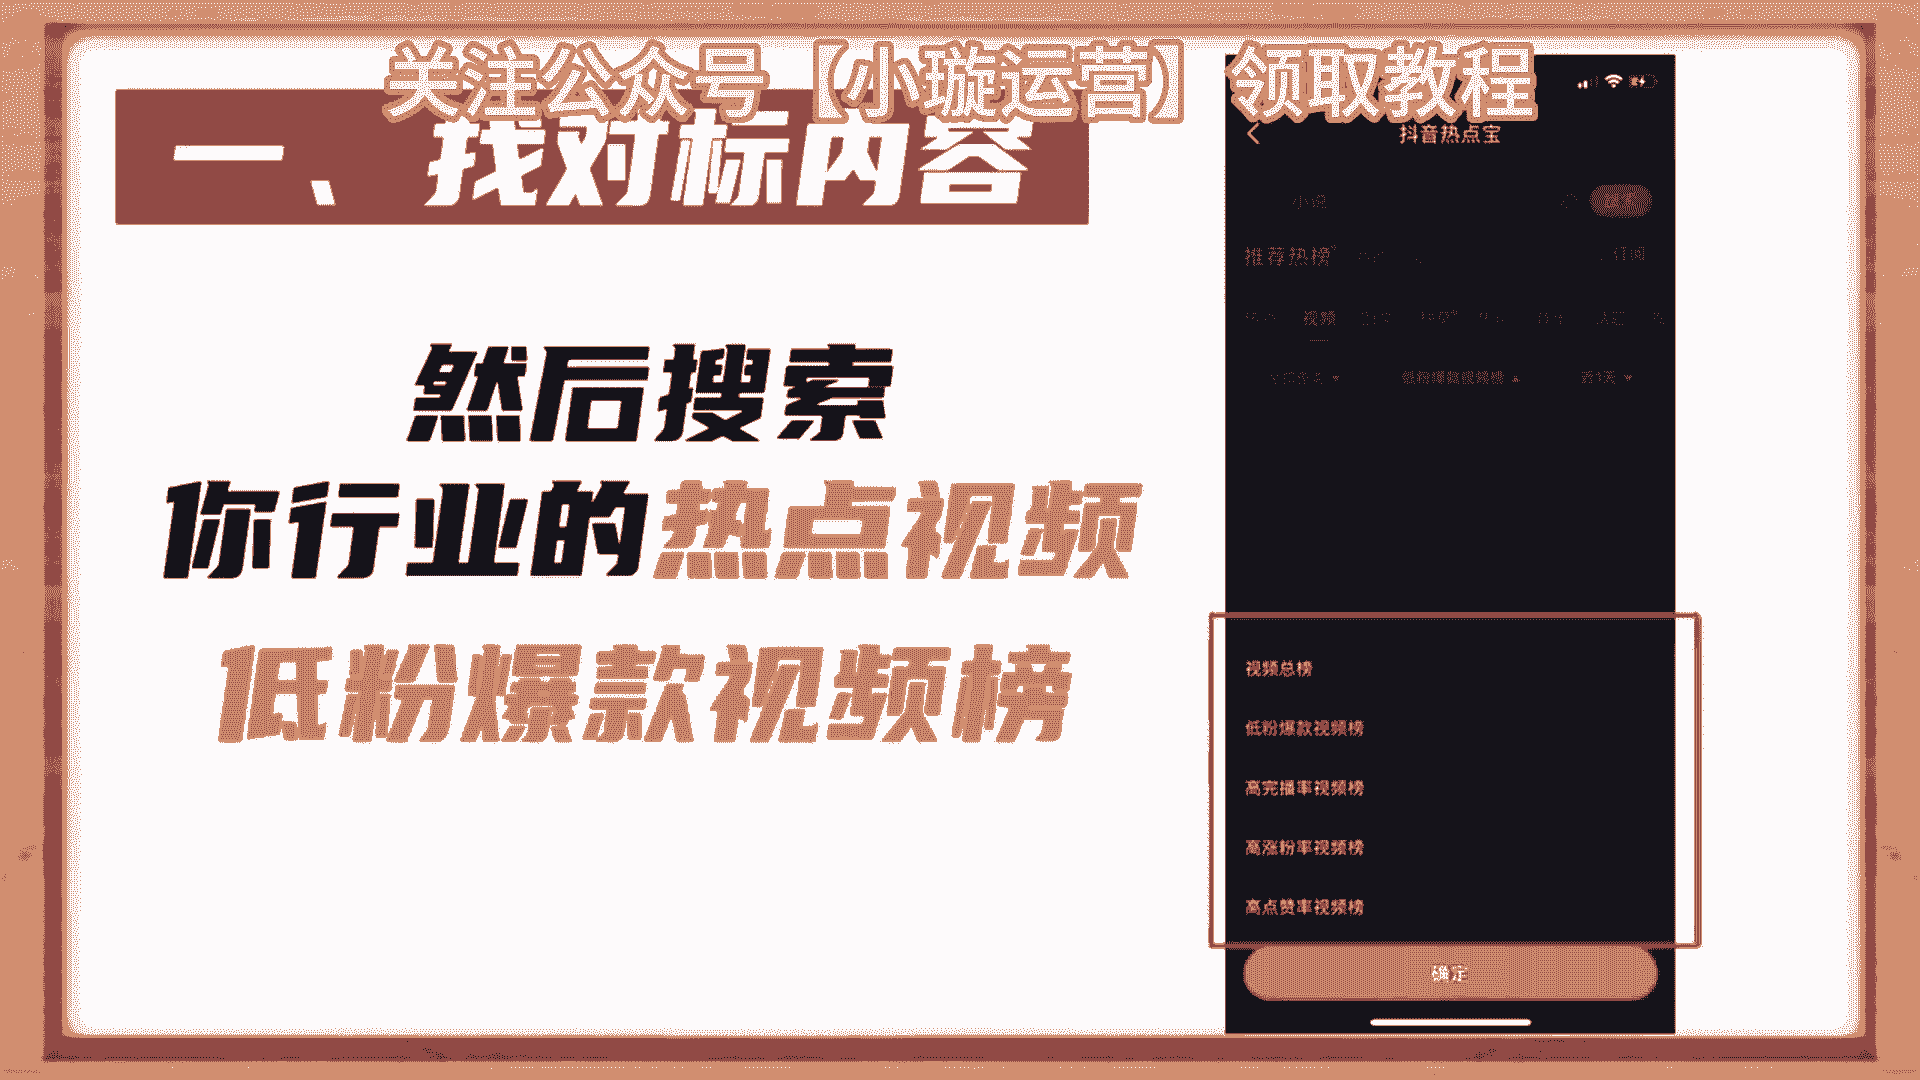 关注公众号【小璇运营】 领取教程
一、找对标内容
然后搜索
你行业的热点视频
低粉爆款视频榜
抖音热点宝
小说
搜索
推荐热榜
订阅
视频
低粉爆款视频榜
近1天
视频总榜
低粉爆款视频榜
高完播率视频榜
高涨粉率视频榜
高点赞率视频榜
确定